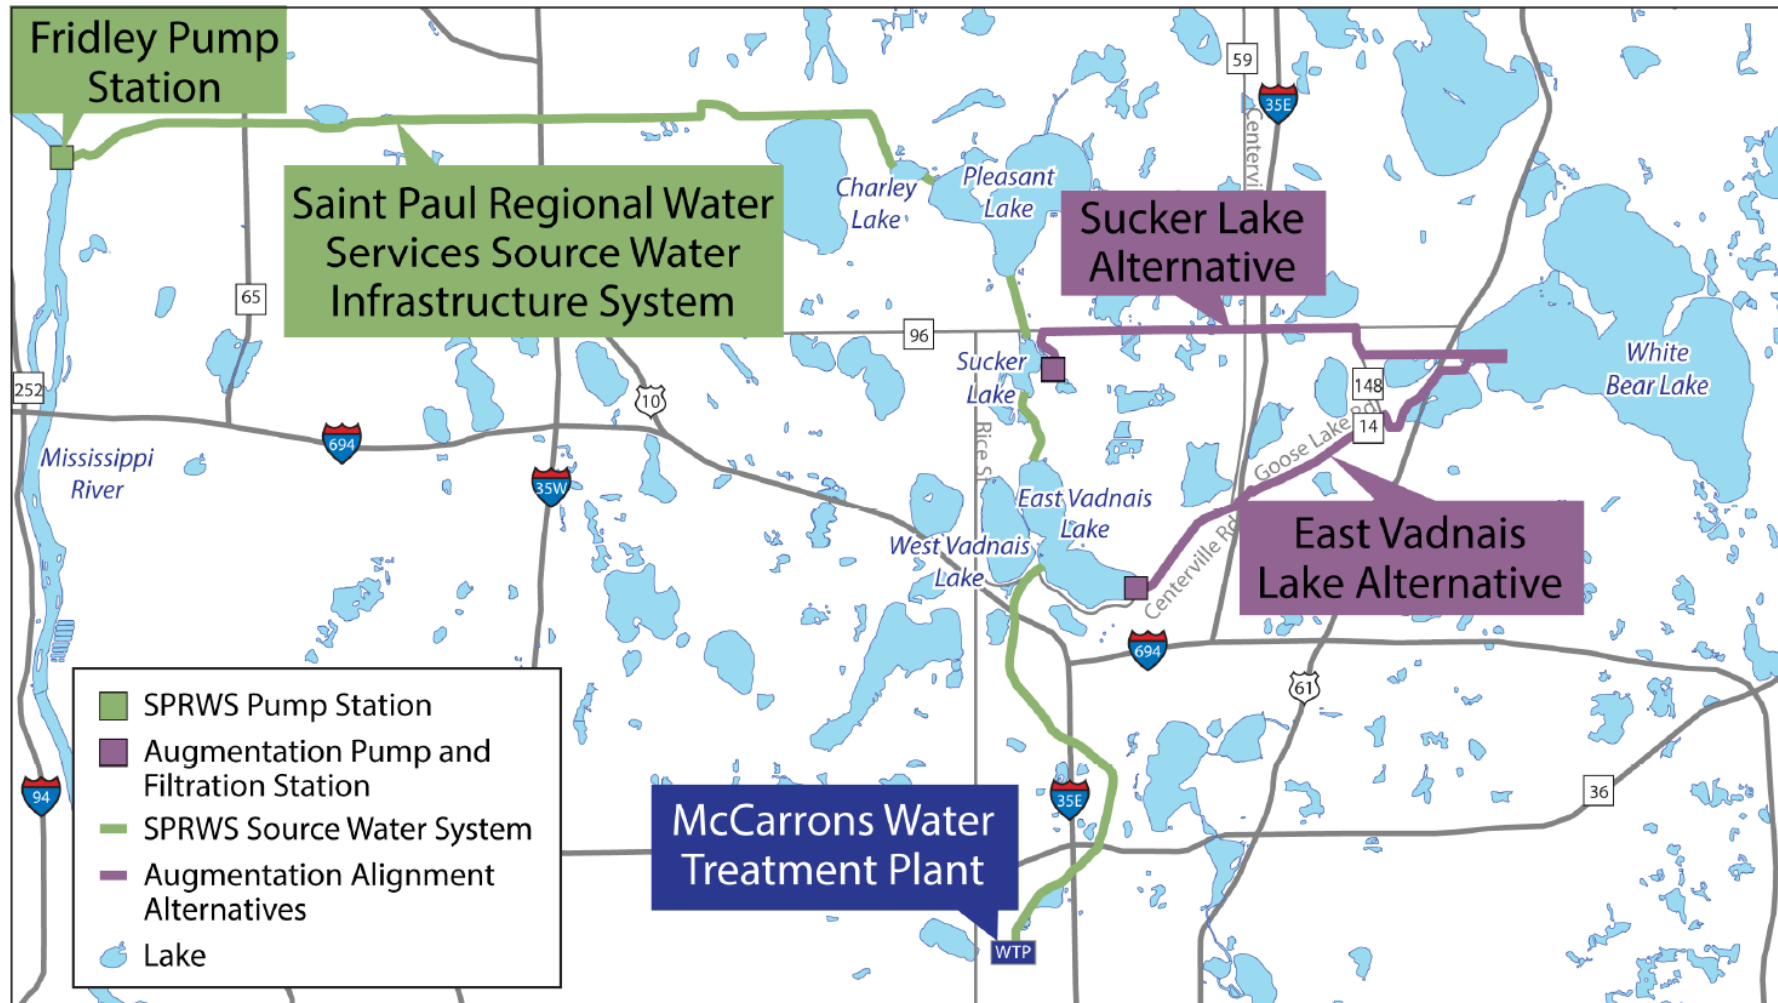 Fridley Pump
Station
59
35E
Centervi
Saint Paul Regional Water
Services Source Water
Infrastructure System
Charley
Lake
Pleasant
Lake
Sucker Lake
Alternative
65
96
Sucker
Lake
White
Bear Lake
252
10
148
14
Goose Lake Rd
694
Mississippi
River
35W
Rice St
East Vadnais
Lake
West Vadnais
Lake
Centerville Rd
East Vadnais
Lake Alternative
694
61
SPRWS Pump Station
Augmentation Pump and
Filtration Station
SPRWS Source Water System
Augmentation Alignment
Alternatives
Lake
94
35E
36
McCarrons Water
Treatment Plant
WTP